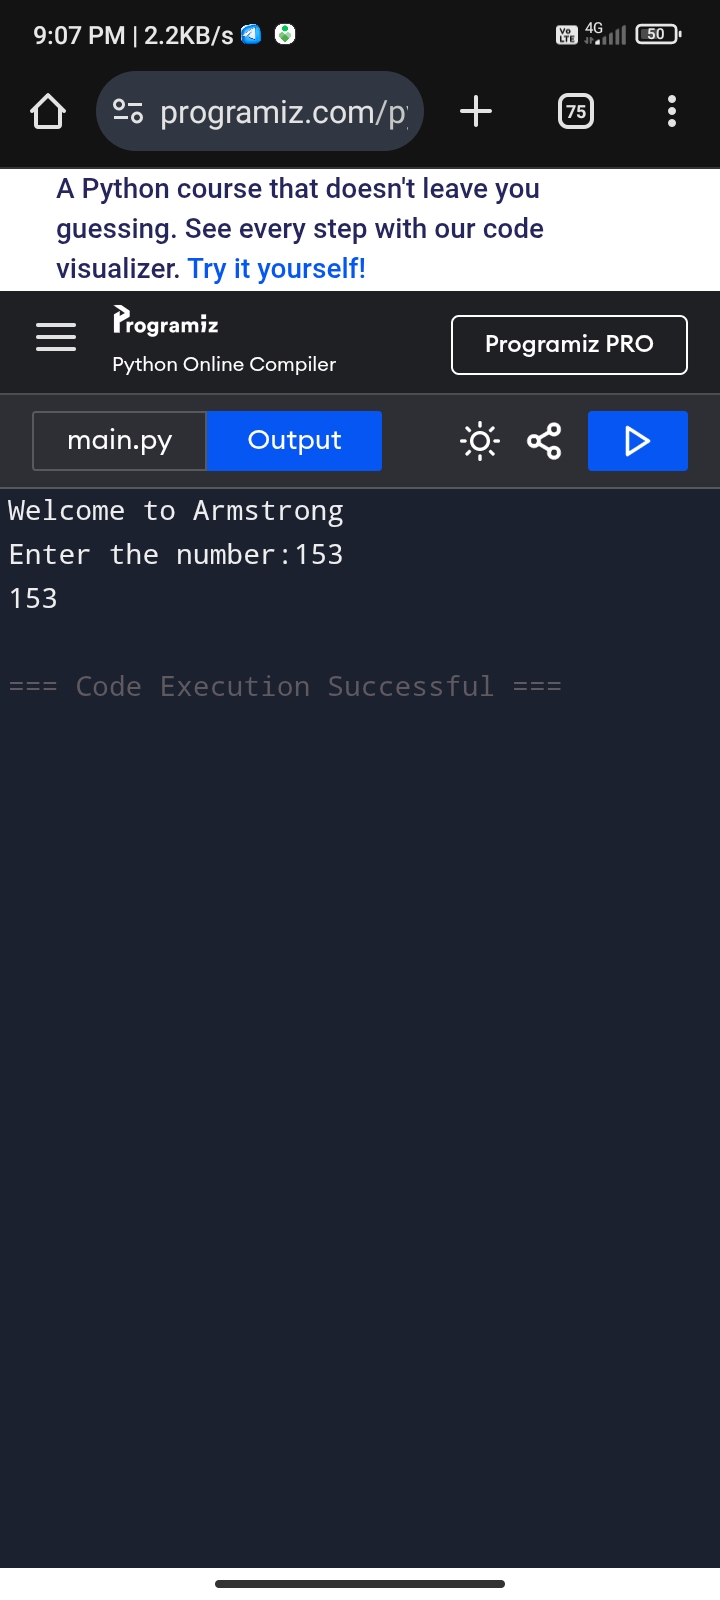 9:07 PM | 2.2KB/s
Vo LTE 4G 50
programiz.com/py
75
A Python course that doesn't leave you
guessing. See every step with our code
visualizer. Try it yourself!
Programiz
Python Online Compiler
Programiz PRO
main.py
Output
Welcome to Armstrong
Enter the number:153
153
=== Code Execution Successful ===